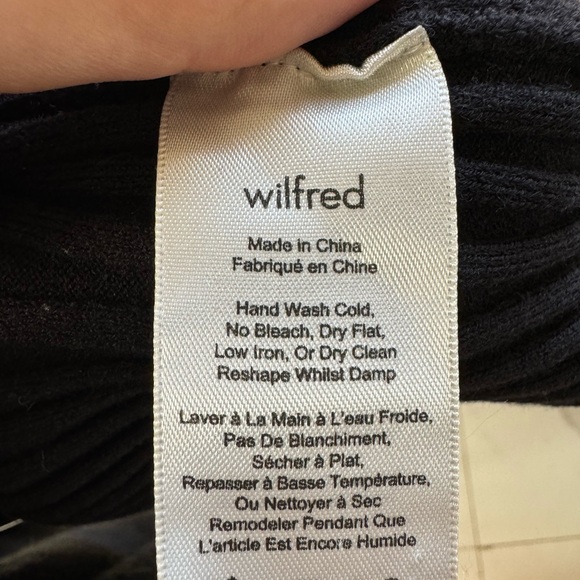 wilfred
Made in China
Fabriqué en Chine
Hand Wash Cold,
No Bleach, Dry Flat,
Low Iron, Or Dry Clean
Reshape Whilst Damp
Laver à La Main à L'eau Froide,
Pas De Blanchiment,
Sécher à Plat,
Repasser à Basse Température,
Ou Nettoyer à Sec
Remodeler Pendant Que
L'article Est Encore Humide